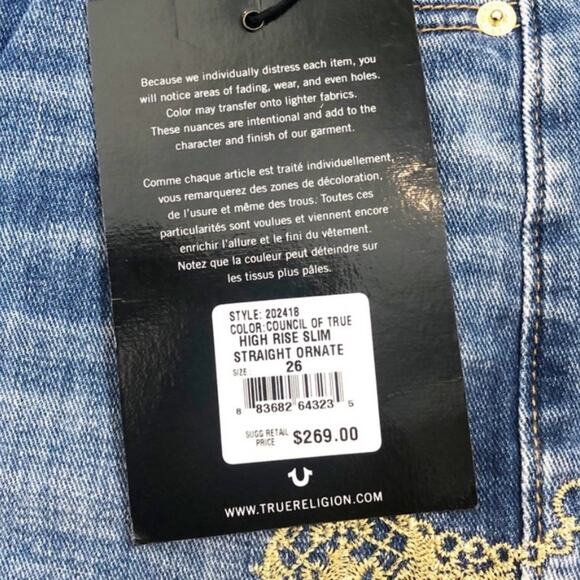 Because we individually distress each item, you
will notice areas of fading, wear, and even holes.
Color may transfer onto lighter fabrics.
These nuances are intentional and add to the
character and finish of our garment.
Comme chaque article est traité individuellement,
vous remarquerez des zones de décoloration,
de l'usure et même des trous. Toutes ces
particularités sont voulues et viennent encore
enrichir l'allure et le fini du vêtement.
Notez que la couleur peut déteindre sur
les tissus plus pâles.
STYLE: 202418
COLOR:COUNCIL OF TRUE
HIGH RISE SLIM
STRAIGHT ORNATE
SIZE 26
8 83682 64323 5
SUGG RETAIL
PRICE $269.00
WWW.TRUERELIGION.COM